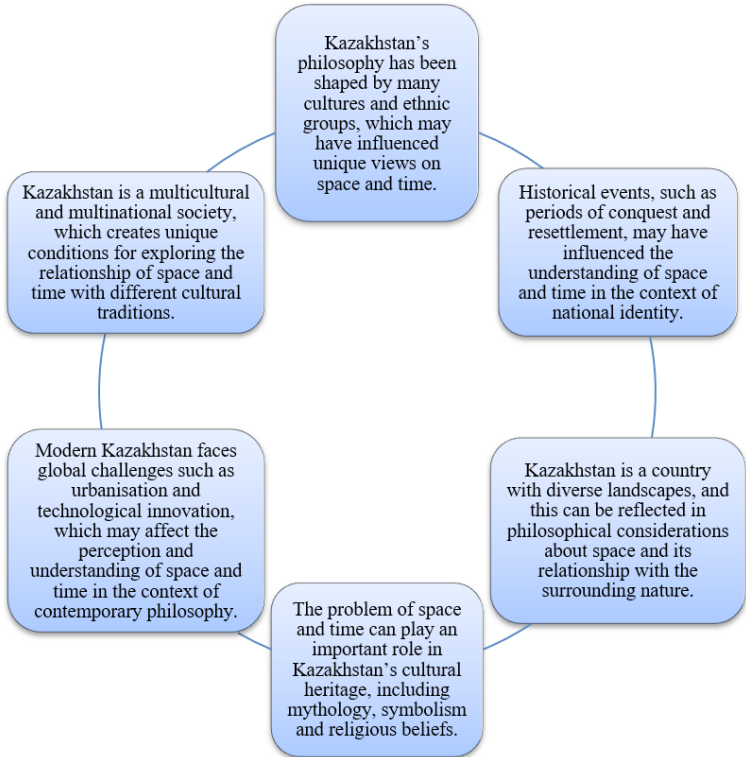 Kazakhstan’s
philosophy has been
shaped by many
cultures and ethnic
groups, which may
have influenced
unique views on
space and time.
Historical events, such as
periods of conquest and
resettlement, may have
influenced the
understanding of space
and time in the context of
national identity.
Kazakhstan is a country
with diverse landscapes, and
this can be reflected in
philosophical considerations
about space and its
relationship with the
surrounding nature.
The problem of space
and time can play an
important role in
Kazakhstan’s cultural
heritage, including
mythology, symbolism
and religious beliefs.
Modern Kazakhstan faces
global challenges such as
urbanisation and
technological innovation,
which may affect the
perception and
understanding of space and
time in the context of
contemporary philosophy.
Kazakhstan is a multicultural
and multinational society,
which creates unique
conditions for exploring the
relationship of space and
time with different cultural
traditions.